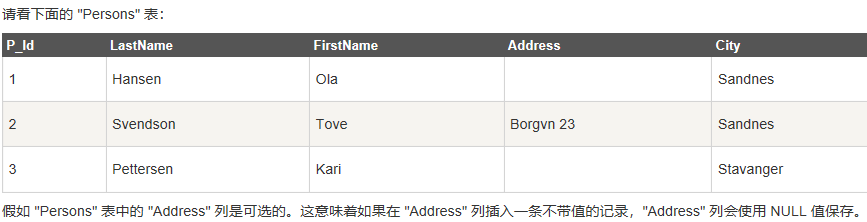 请看下面的 "Persons" 表：
P_Id LastName FirstName Address City
1 Hansen Ola Sandnes
2 Svendson Tove Borgvn 23 Sandnes
3 Pettersen Kari Stavanger
假如 "Persons" 表中的 "Address" 列是可选的。这意味着如果在 "Address" 列插入一条不带值的记录，"Address" 列会使用 NULL 值保存。